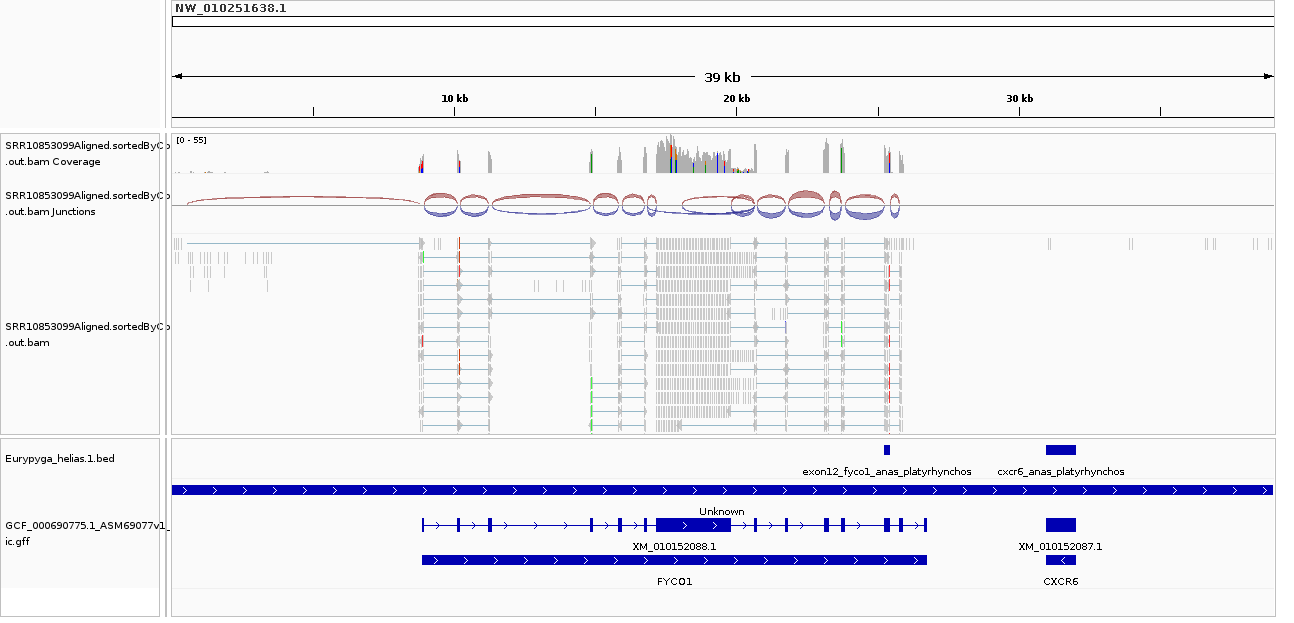 NW_010251638.1
39 kb
10 kb
20 kb
30 kb
[0 - 55]
SRR10853099Aligned.sortedByCo
.out.bam Coverage
SRR10853099Aligned.sortedByCo
.out.bam Junctions
SRR10853099Aligned.sortedByCo
.out.bam
Eurypyga_helias.1.bed
exon12_fyco1_anas_platyrhynchos
cxcr6_anas_platyrhynchos
Unknown
GCF_000690775.1_ASM69077v1_
ic.gff
XM_010152088.1
XM_010152087.1
FYCO1
CXCR6